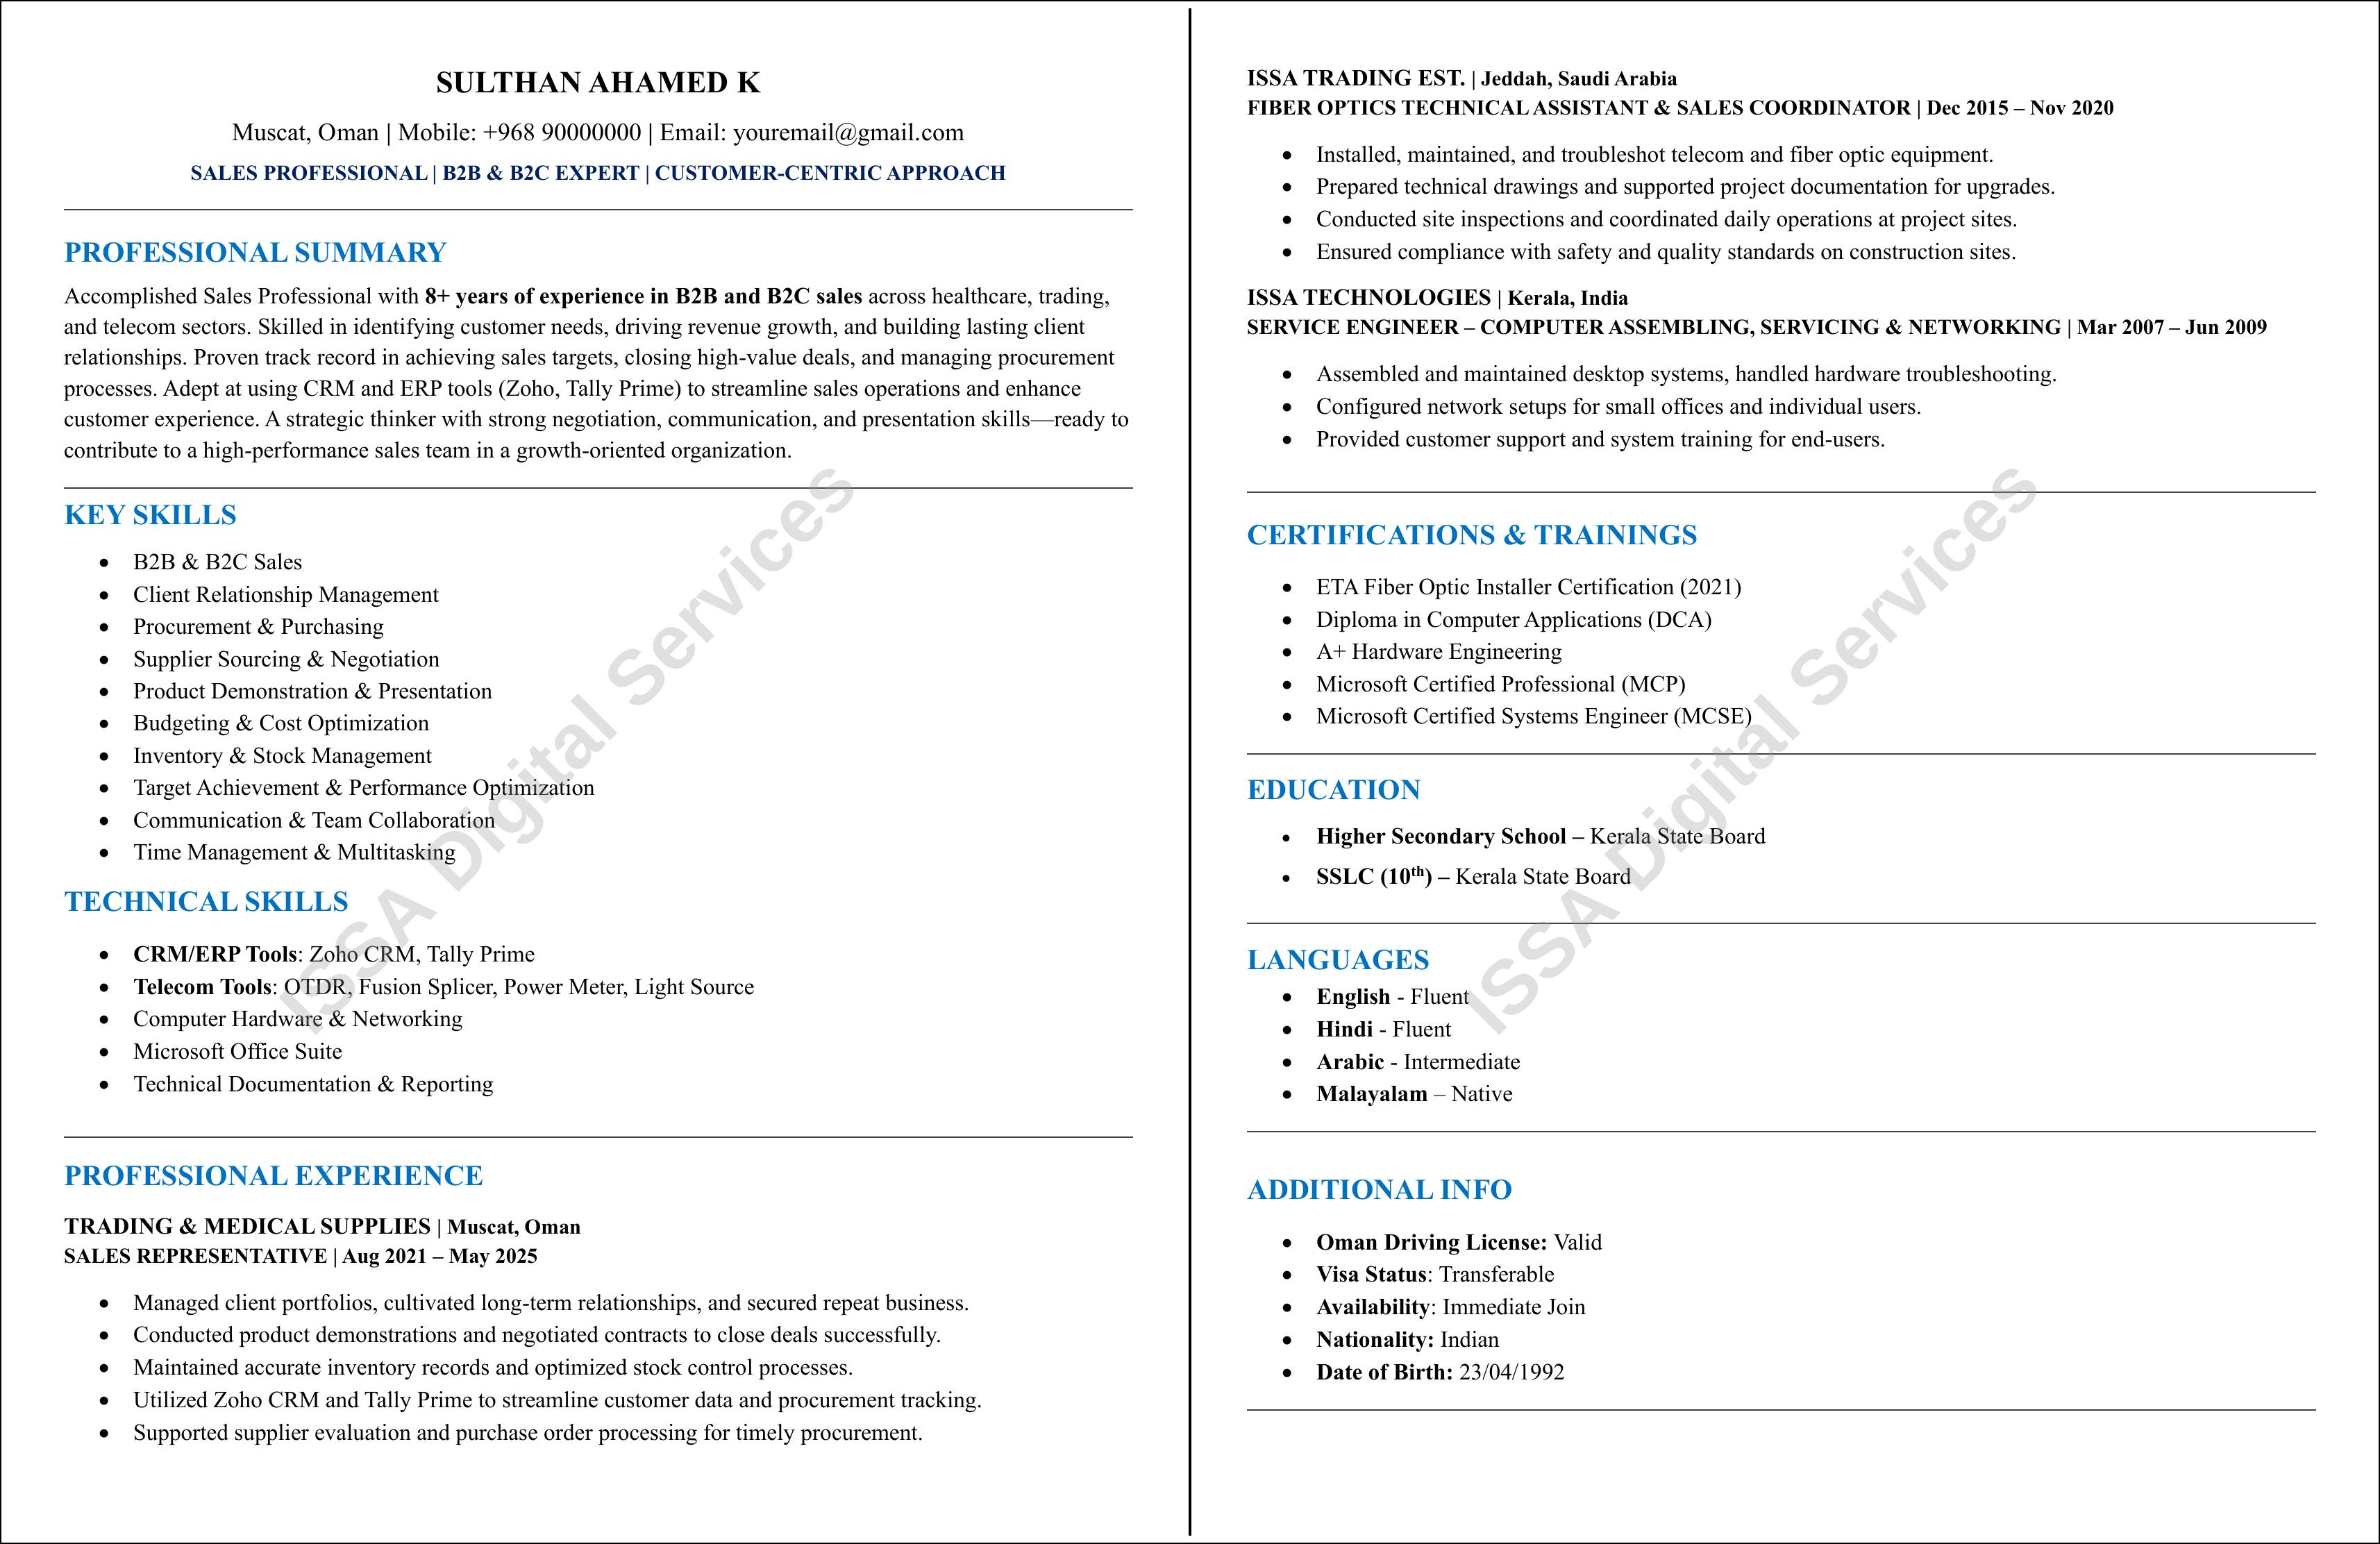 SULTHAN AHAMED K
Muscat, Oman | Mobile: +968 90000000 | Email: youremail@gmail.com
SALES PROFESSIONAL | B2B & B2C EXPERT | CUSTOMER-CENTRIC APPROACH
PROFESSIONAL SUMMARY
Accomplished Sales Professional with 8+ years of experience in B2B and B2C sales across healthcare, trading,
and telecom sectors. Skilled in identifying customer needs, driving revenue growth, and building lasting client
relationships. Proven track record in achieving sales targets, closing high-value deals, and managing procurement
processes. Adept at using CRM and ERP tools (Zoho, Tally Prime) to streamline sales operations and enhance
customer experience. A strategic thinker with strong negotiation, communication, and presentation skills—ready to
contribute to a high-performance sales team in a growth-oriented organization.
KEY SKILLS
• B2B & B2C Sales
• Client Relationship Management
• Procurement & Purchasing
• Supplier Sourcing & Negotiation
• Product Demonstration & Presentation
• Budgeting & Cost Optimization
• Inventory & Stock Management
• Target Achievement & Performance Optimization
• Communication & Team Collaboration
• Time Management & Multitasking
TECHNICAL SKILLS
• CRM/ERP Tools: Zoho CRM, Tally Prime
• Telecom Tools: OTDR, Fusion Splicer, Power Meter, Light Source
• Computer Hardware & Networking
• Microsoft Office Suite
• Technical Documentation & Reporting
PROFESSIONAL EXPERIENCE
TRADING & MEDICAL SUPPLIES | Muscat, Oman
SALES REPRESENTATIVE | Aug 2021 – May 2025
• Managed client portfolios, cultivated long-term relationships, and secured repeat business.
• Conducted product demonstrations and negotiated contracts to close deals successfully.
• Maintained accurate inventory records and optimized stock control processes.
• Utilized Zoho CRM and Tally Prime to streamline customer data and procurement tracking.
• Supported supplier evaluation and purchase order processing for timely procurement.
ISSA Digital Services
ISSA TRADING EST. | Jeddah, Saudi Arabia
FIBER OPTICS TECHNICAL ASSISTANT & SALES COORDINATOR | Dec 2015 – Nov 2020
• Installed, maintained, and troubleshot telecom and fiber optic equipment.
• Prepared technical drawings and supported project documentation for upgrades.
• Conducted site inspections and coordinated daily operations at project sites.
• Ensured compliance with safety and quality standards on construction sites.
ISSA TECHNOLOGIES | Kerala, India
SERVICE ENGINEER – COMPUTER ASSEMBLING, SERVICING & NETWORKING | Mar 2007 – Jun 2009
• Assembled and maintained desktop systems, handled hardware troubleshooting.
• Configured network setups for small offices and individual users.
• Provided customer support and system training for end-users.
CERTIFICATIONS & TRAININGS
• ETA Fiber Optic Installer Certification (2021)
• Diploma in Computer Applications (DCA)
• A+ Hardware Engineering
• Microsoft Certified Professional (MCP)
• Microsoft Certified Systems Engineer (MCSE)
EDUCATION
• Higher Secondary School – Kerala State Board
• SSLC (10th) – Kerala State Board
LANGUAGES
• English - Fluent
• Hindi - Fluent
• Arabic - Intermediate
• Malayalam – Native
ADDITIONAL INFO
• Oman Driving License: Valid
• Visa Status: Transferable
• Availability: Immediate Join
• Nationality: Indian
• Date of Birth: 23/04/1992
ISSA Digital Services